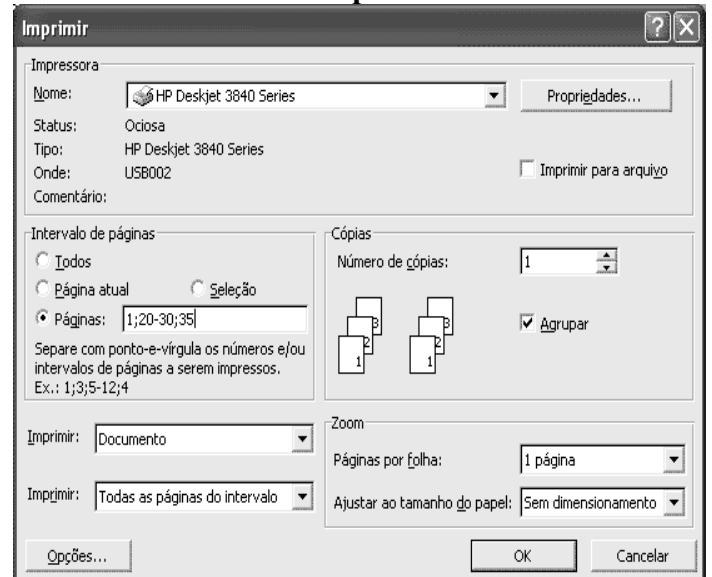 Imprimir
Impressora
Nome: HP Deskjet 3840 Series Propriedades...
Status: Ociosa
Tipo: HP Deskjet 3840 Series
Onde: USB002 Imprimir para arquivo
Comentário:
Intervalo de páginas
Todos
Página atual Seleção
Páginas: 1;20-30;35
Separe com ponto-e-vírgula os números e/ou
intervalos de páginas a serem impressos.
Ex.: 1;3;5-12;4
Cópias
Número de cópias: 1
1 2 3 1 2 3 Agrupar
Imprimir: Documento
Imprimir: Todas as páginas do intervalo
Zoom
Páginas por folha: 1 página
Ajustar ao tamanho do papel: Sem dimensionamento
Opções... OK Cancelar